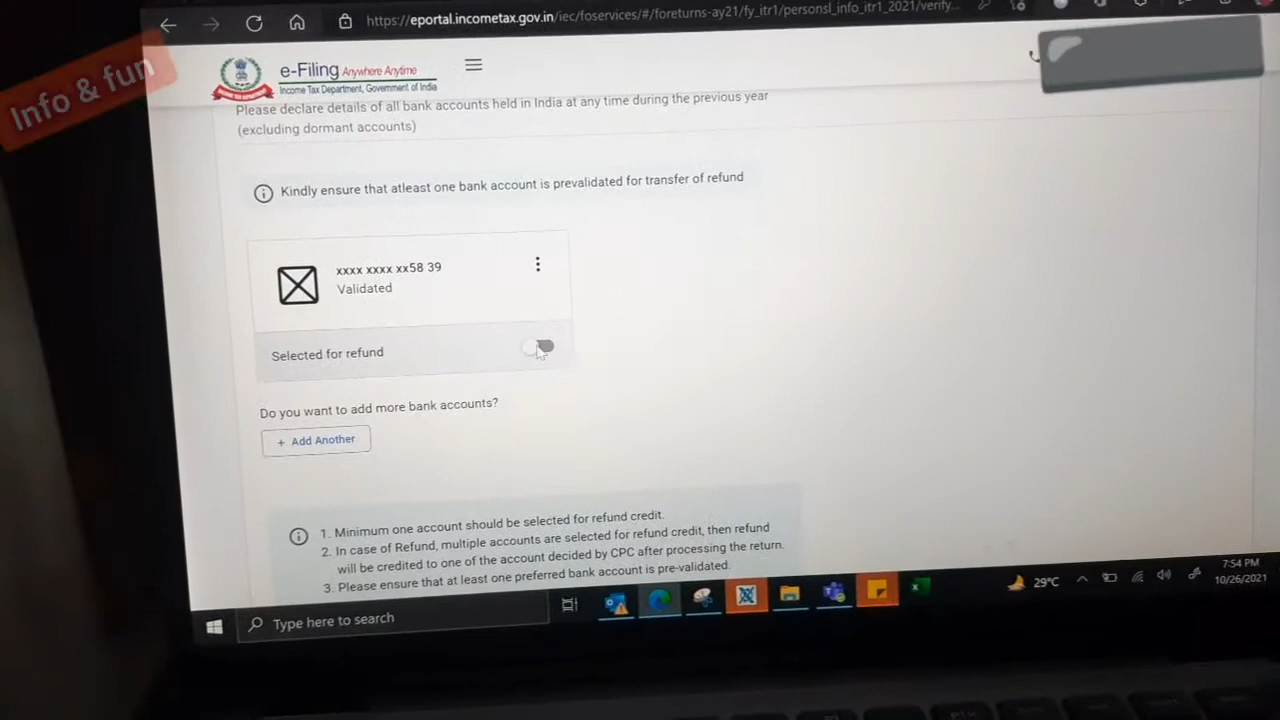 https://eportal.incometax.gov.in/iec/foservices/#/foreturns-ay21/fy_itr1/personsl_info_itr1_2021/verify...
Info & fun
e-Filing Anywhere Anytime
Income Tax Department, Government of India
Please declare details of all bank accounts held in India at any time during the previous year
(excluding dormant accounts)
Kindly ensure that atleast one bank account is prevalidated for transfer of refund
xxxx xxxx xx58 39
Validated
Selected for refund
Do you want to add more bank accounts?
+ Add Another
1. Minimum one account should be selected for refund credit.
2. In case of Refund, multiple accounts are selected for refund credit, then refund
will be credited to one of the account decided by CPC after processing the return.
3. Please ensure that at least one preferred bank account is pre-validated.
Type here to search
29°C
7:54 PM
10/26/2021